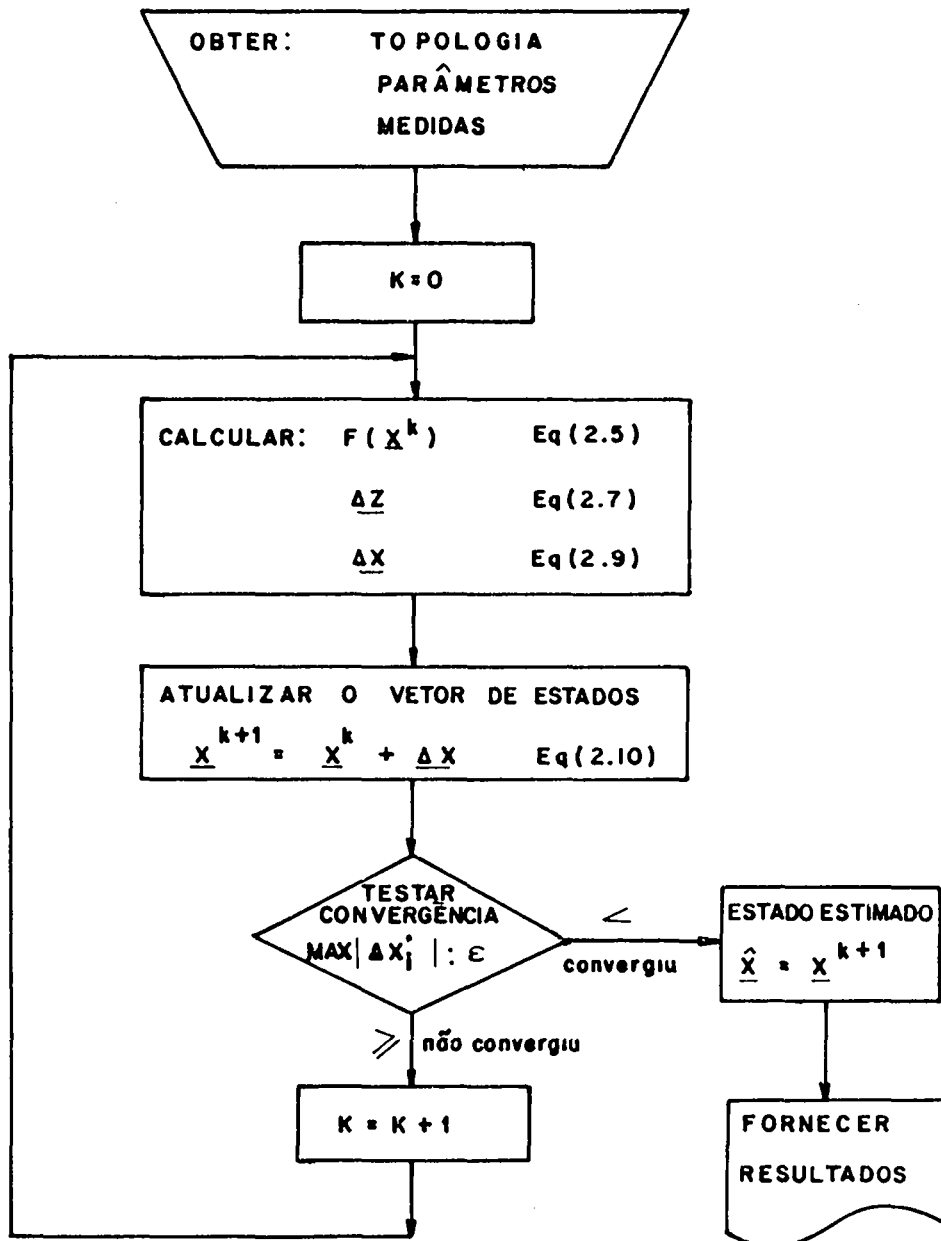 OBTER: TOPOLOGIA
PARÂMETROS
MEDIDAS
K = 0
CALCULAR: F(X^k) Eq(2.5)
ΔZ Eq(2.7)
ΔX Eq(2.9)
ATUALIZAR O VETOR DE ESTADOS
X^k+1 = X^k + ΔX Eq(2.10)
TESTAR
CONVERGÊNCIA
MAX|ΔX_i|: ε
<
convergiu
ESTADO ESTIMADO
X̂ = X^k+1
⩾ não convergiu
K = K + 1
FORNECER
RESULTADOS